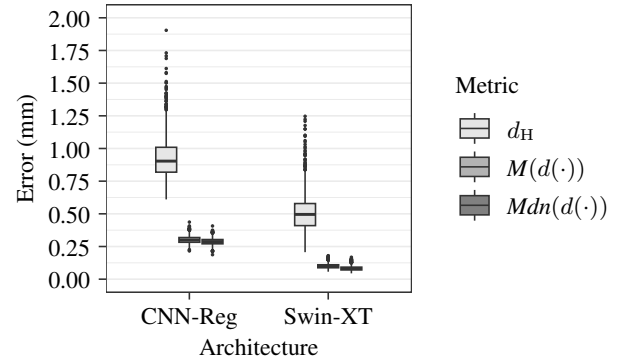 2.00
1.75
1.50
1.25
1.00
0.75
0.50
0.25
0.00
Error (mm)
CNN-Reg Swin-XT
Architecture
Metric
d_H
M(d(·))
Mdn(d(·))